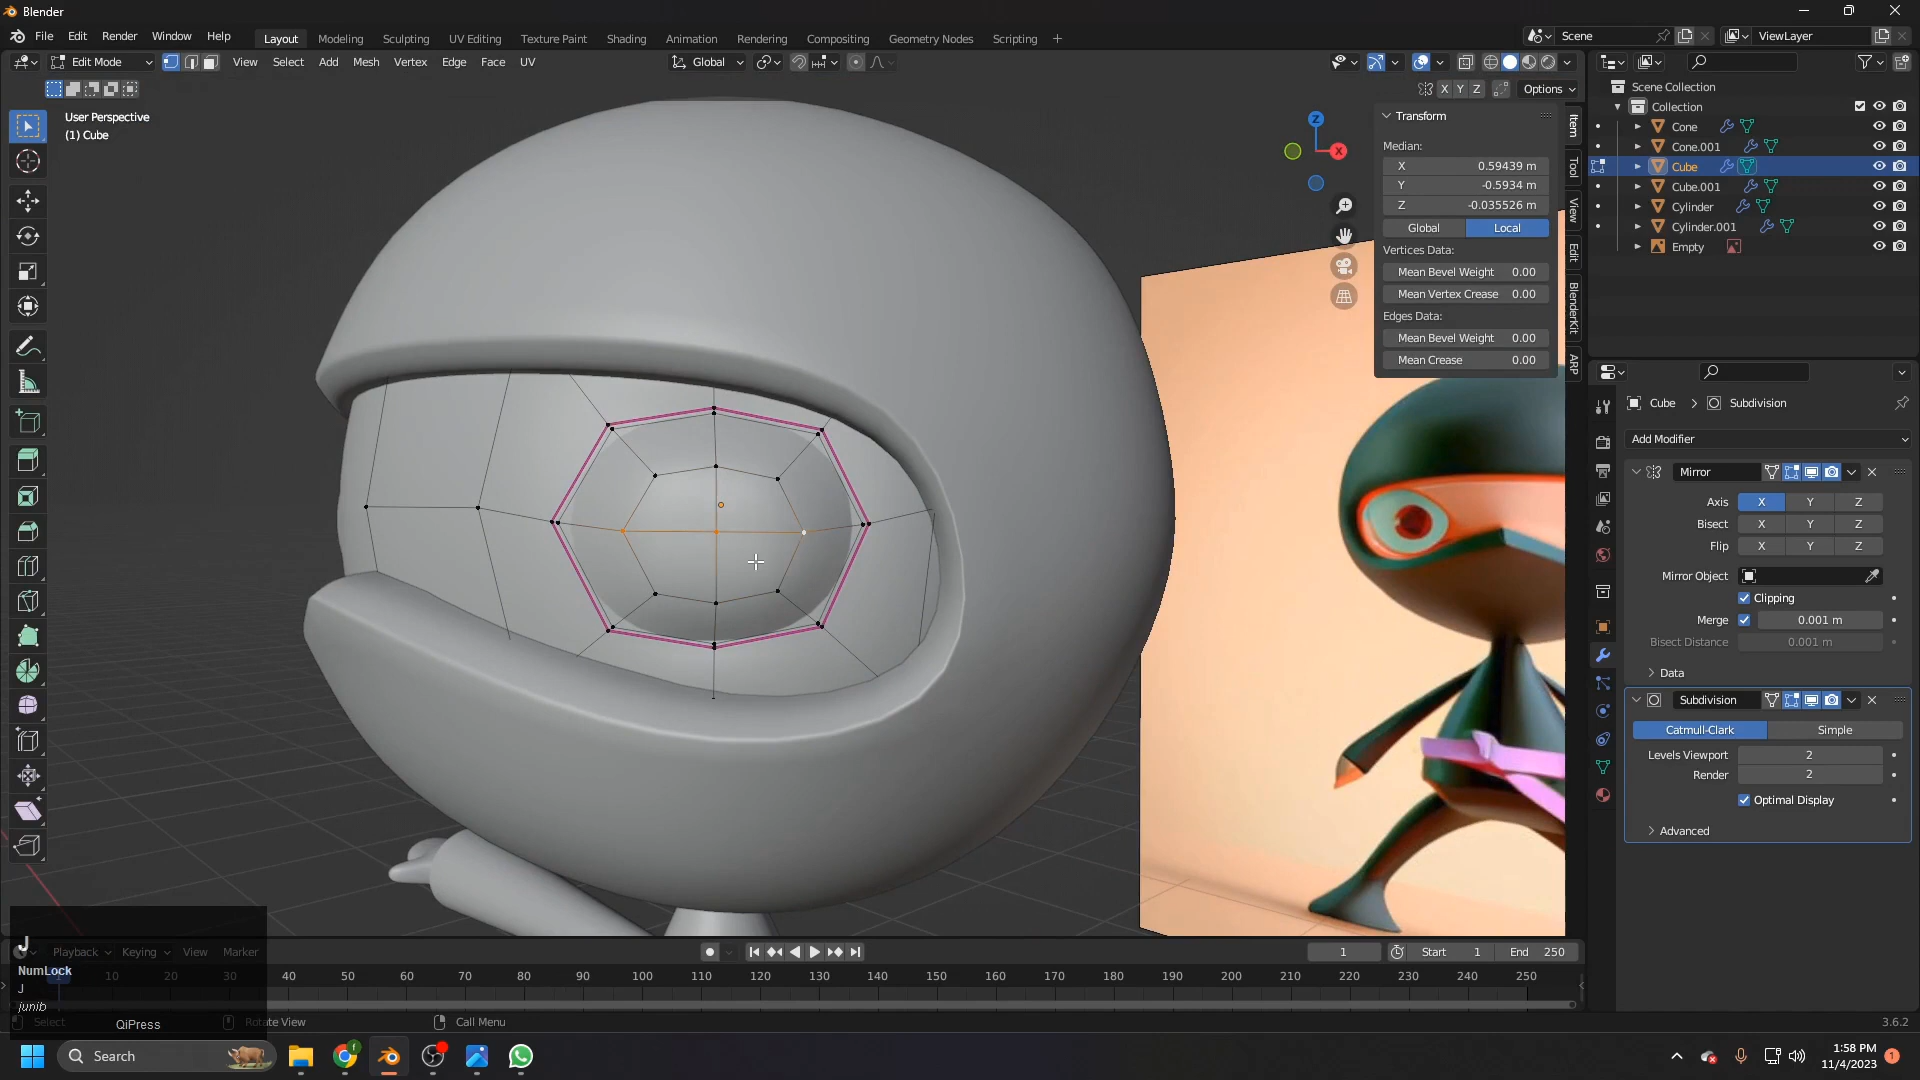 Blender
File Edit Render Window Help Layout Modeling Sculpting UV Editing Texture Paint Shading Animation Rendering Compositing Geometry Nodes Scripting + Scene ViewLayer
Edit Mode View Select Add Mesh Vertex Edge Face UV Global
X Y Z Options
User Perspective
(1) Cube
Z
X
Transform
Median:
X 0.59439 m
Y -0.5934 m
Z -0.035526 m
Global Local
Vertices Data:
Mean Bevel Weight 0.00
Mean Vertex Crease 0.00
Edges Data:
Mean Bevel Weight 0.00
Mean Crease 0.00
Item
Tool
View
Edit
BlenderKit
ARP
Scene Collection
Collection
Cone
Cone.001
Cube
Cube.001
Cylinder
Cylinder.001
Empty
Cube > Subdivision
Add Modifier
Mirror
Axis X Y Z
Bisect X Y Z
Flip X Y Z
Mirror Object
Clipping
Merge 0.001 m
Bisect Distance 0.001 m
Data
Subdivision
Catmull-Clark Simple
Levels Viewport 2
Render 2
Optimal Display
Advanced
J
NumLock
J
junib
QiPress
Playback Keying View Marker 1 Start 1 End 250
10 20 30 40 50 60 70 80 90 100 110 120 130 140 150 160 170 180 190 200 210 220 230 240 250
Select Rotate View Call Menu 3.6.2
Search
1:58 PM
11/4/2023
1